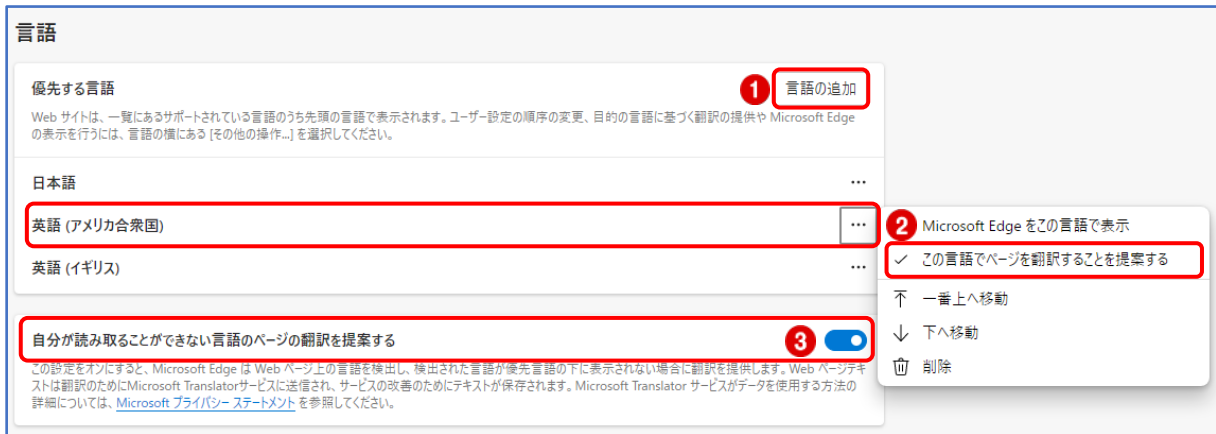 言語
優先する言語
1 言語の追加
Web サイトは、一覧にあるサポートされている言語のうち先頭の言語で表示されます。ユーザー設定の順序の変更、目的の言語に基づく翻訳の提供や Microsoft Edge
の表示を行うには、言語の横にある [その他の操作...] を選択してください。
日本語 …
英語 (アメリカ合衆国) …
英語 (イギリス) …
2 Microsoft Edge をこの言語で表示
この言語でページを翻訳することを提案する
一番上へ移動
下へ移動
削除
自分が読み取ることができない言語のページの翻訳を提案する 3
この設定をオンにすると、Microsoft Edge は Web ページ上の言語を検出し、検出された言語が優先言語の下に表示されない場合に翻訳を提供します。Web ページテキ
ストは翻訳のためにMicrosoft Translatorサービスに送信され、サービスの改善のためにテキストが保存されます。Microsoft Translator サービスがデータを使用する方法の
詳細については、Microsoft プライバシー ステートメント を参照してください。